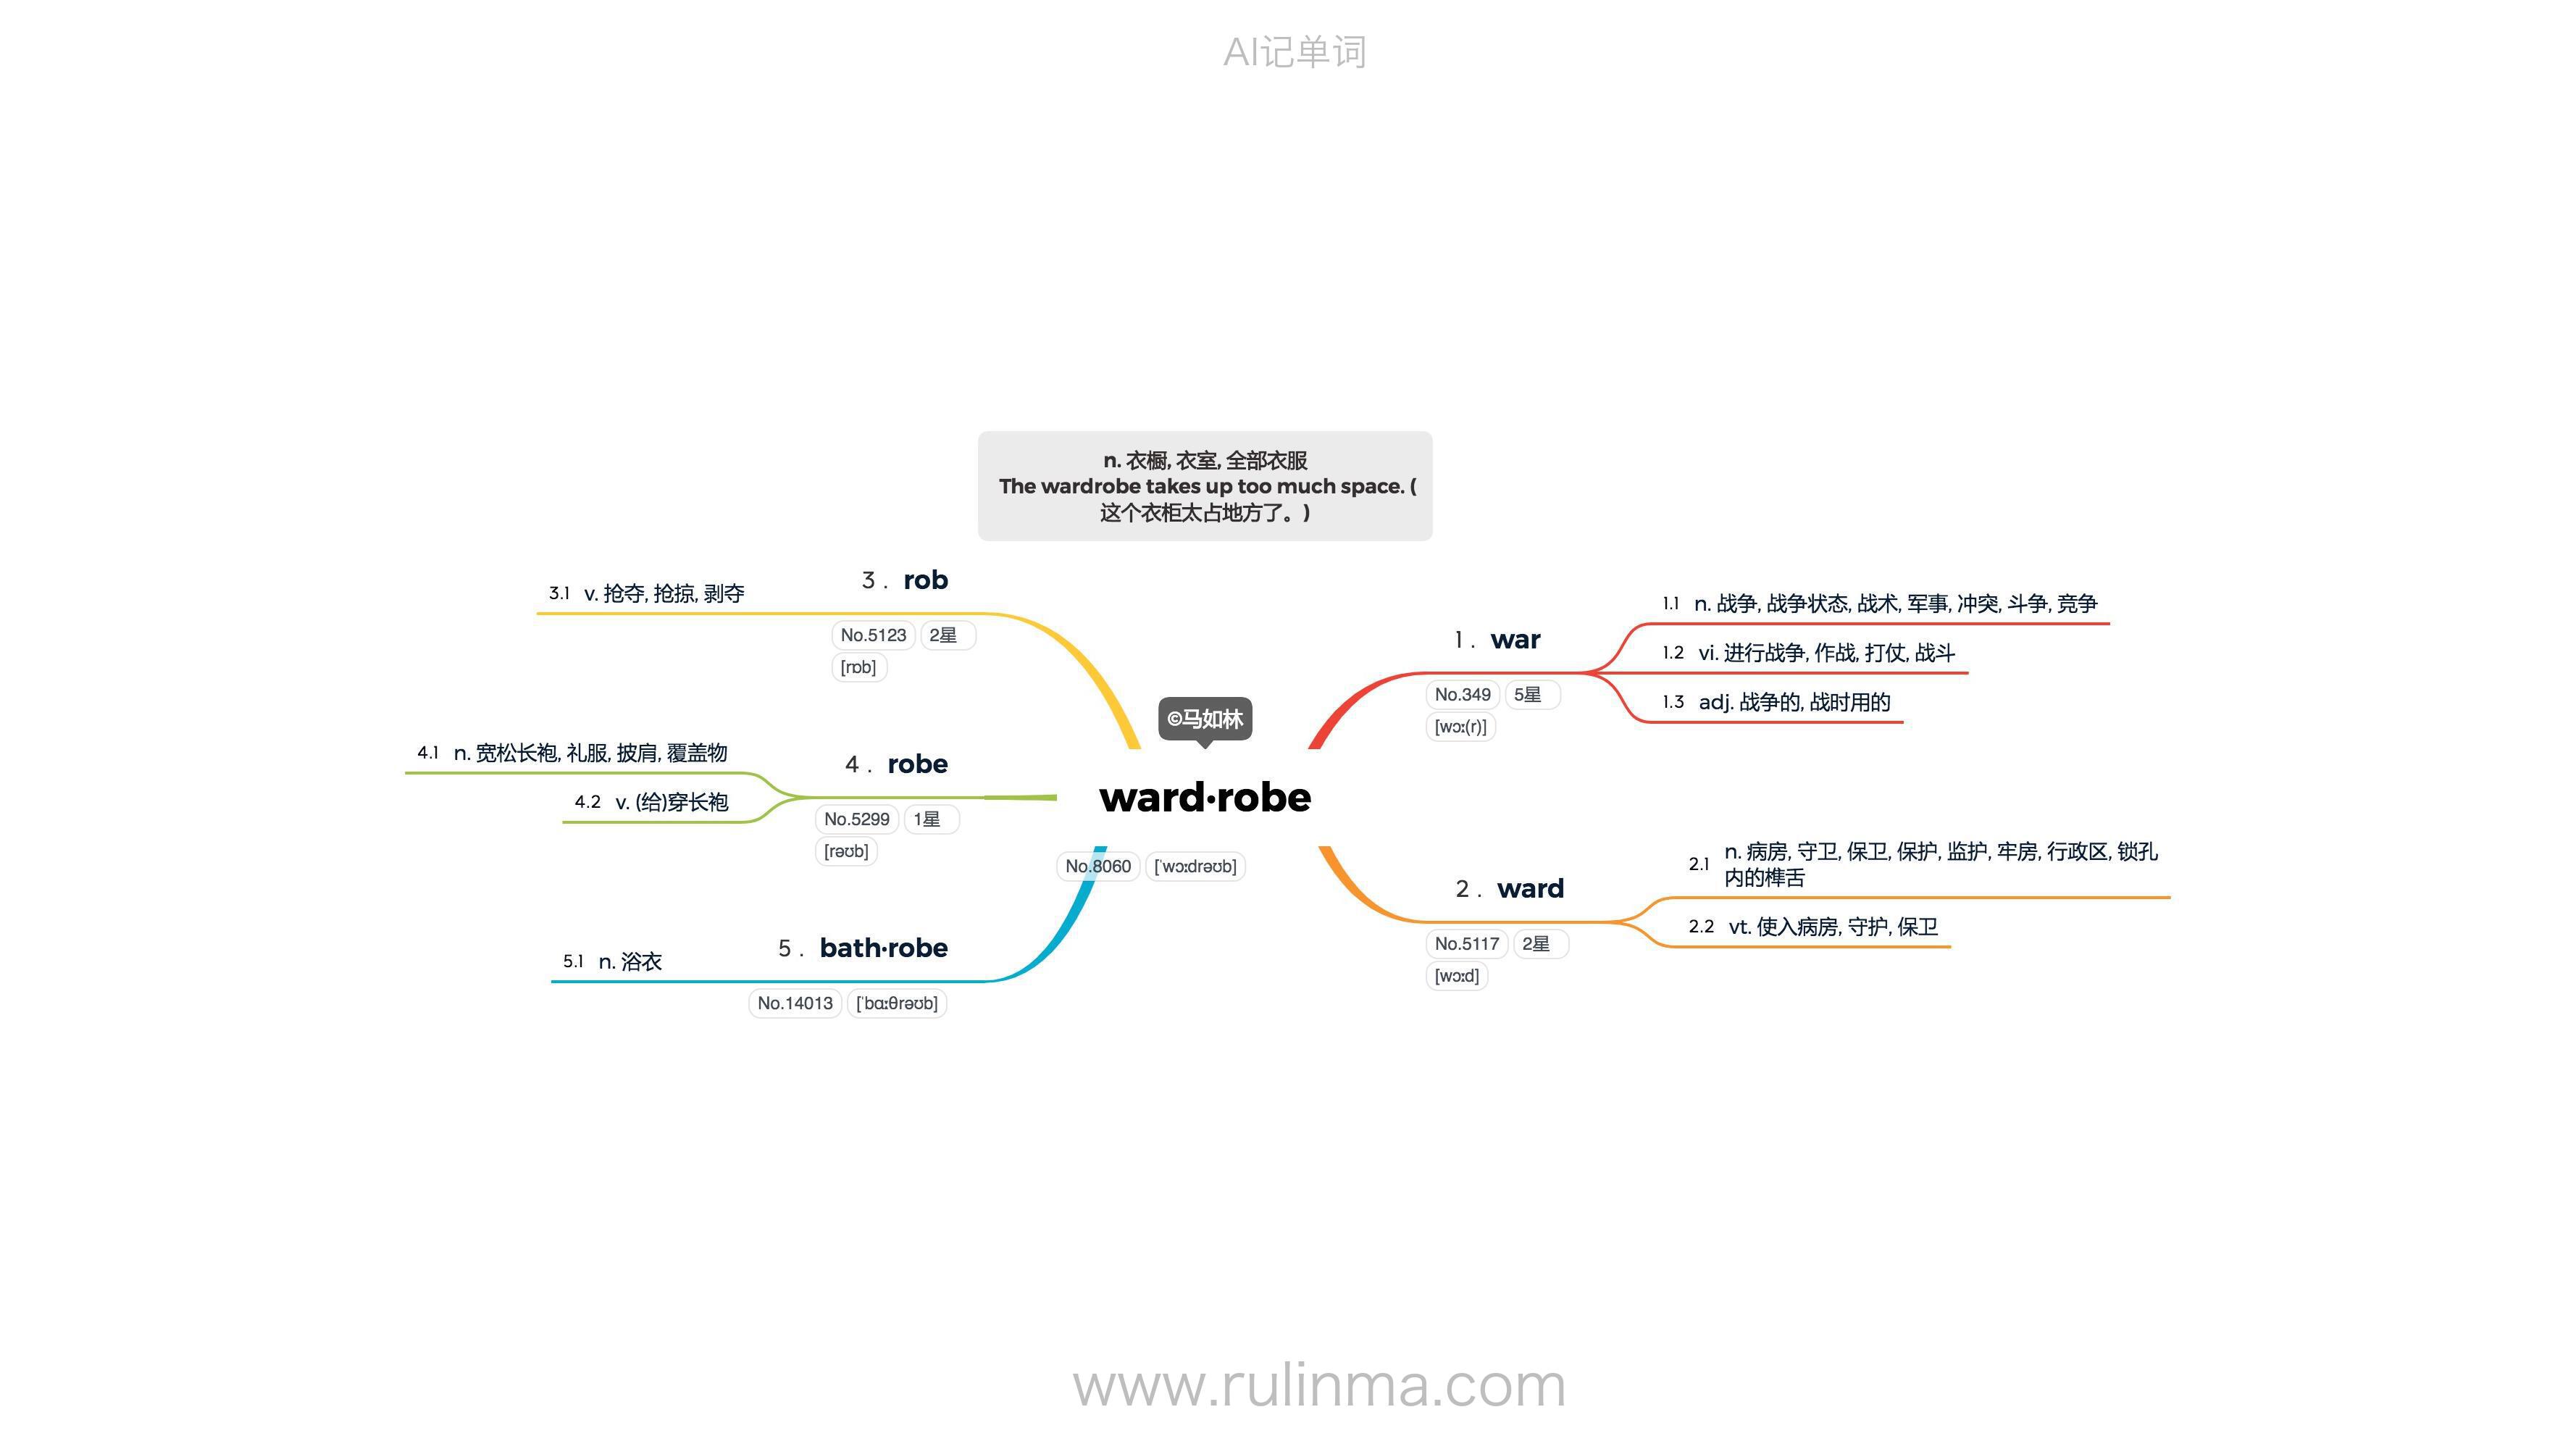 AI记单词
n. 衣橱, 衣室, 全部衣服
The wardrobe takes up too much space. (
这个衣柜太占地方了。)
©马如林
ward·robe
No.8060 [ˈwɔːdrəʊb]
1. war
No.349 5星
[wɔː(r)]
1.1 n. 战争, 战争状态, 战术, 军事, 冲突, 斗争, 竞争
1.2 vi. 进行战争, 作战, 打仗, 战斗
1.3 adj. 战争的, 战时用的
2. ward
No.5117 2星
[wɔːd]
2.1 n. 病房, 守卫, 保卫, 保护, 监护, 牢房, 行政区, 锁孔
内的榫舌
2.2 vt. 使入病房, 守护, 保卫
3. rob
No.5123 2星
[rɒb]
3.1 v. 抢夺, 抢掠, 剥夺
4. robe
No.5299 1星
[rəʊb]
4.1 n. 宽松长袍, 礼服, 披肩, 覆盖物
4.2 v. (给)穿长袍
5. bath·robe
No.14013 [ˈbɑːθrəʊb]
5.1 n. 浴衣
www.rulinma.com